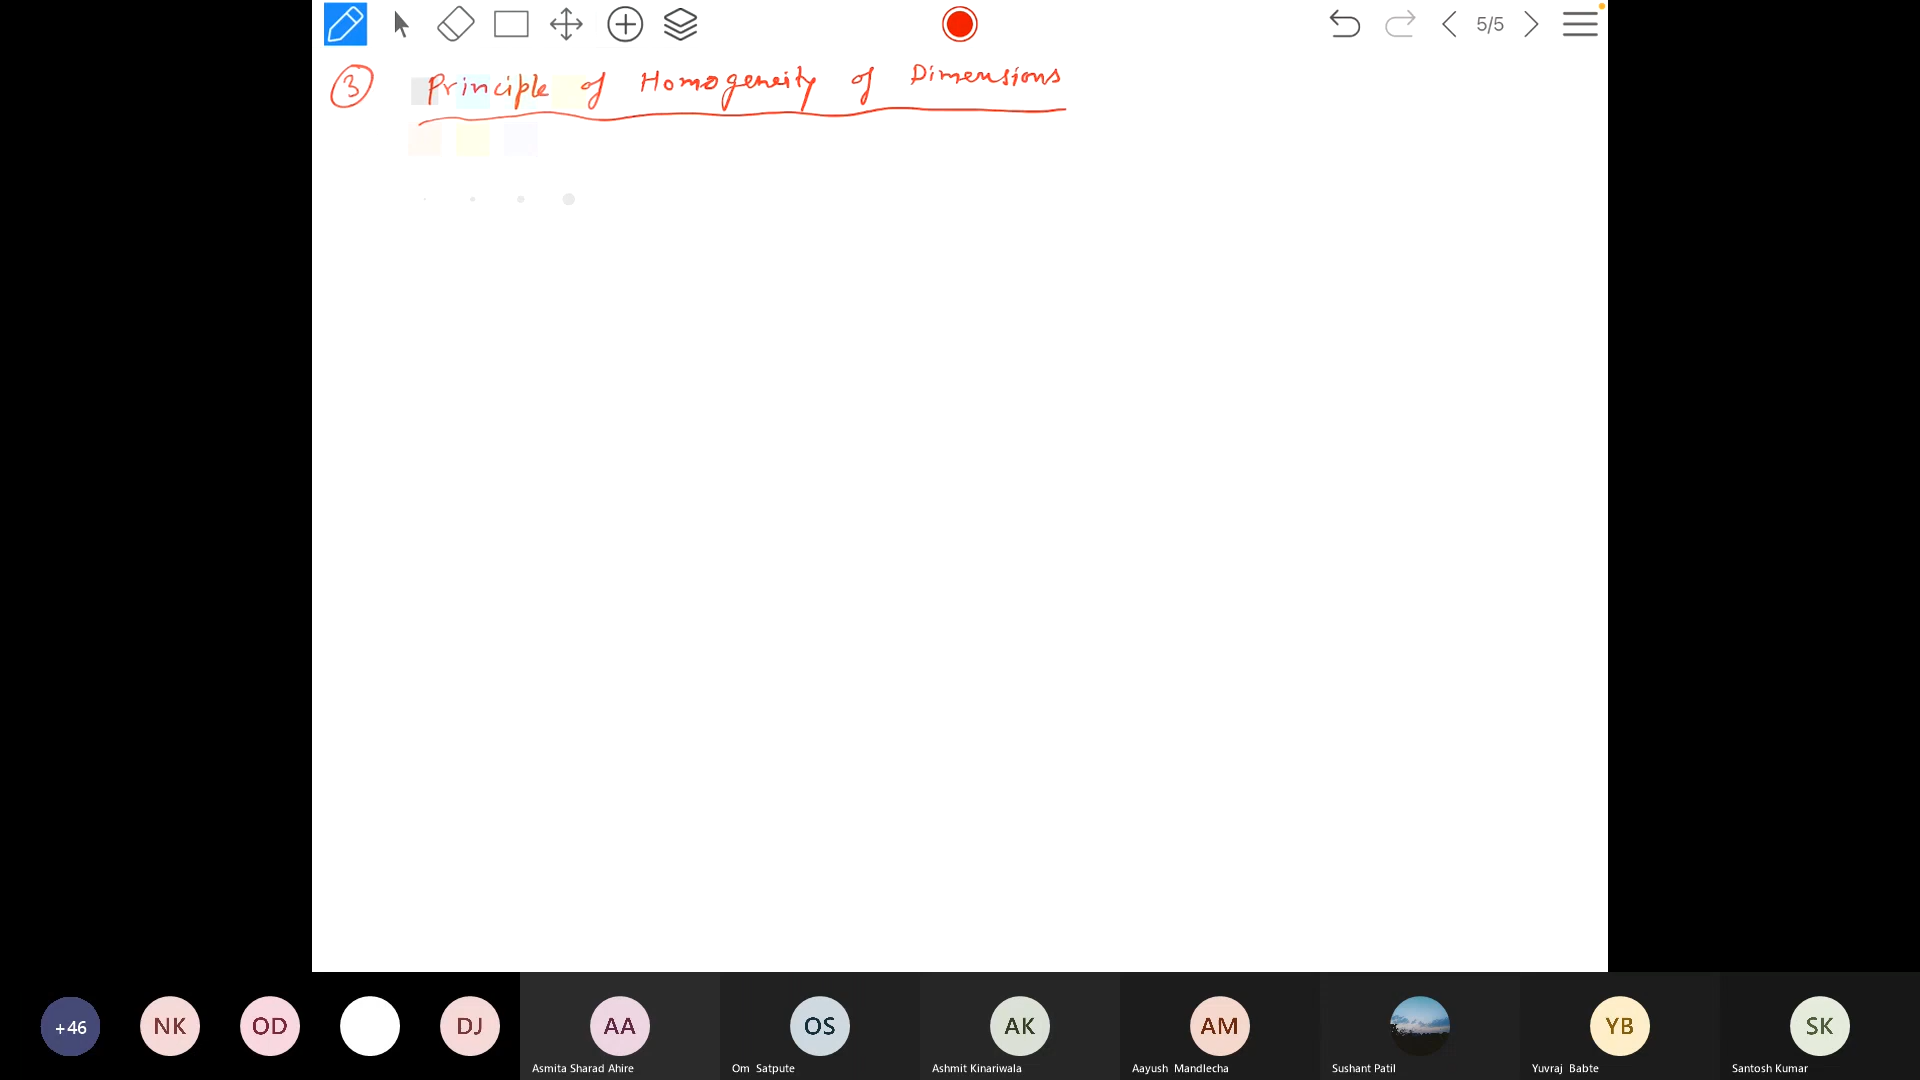 5/5
③ Principle of Homogeneity of Dimensions
+46
NK
OD
DJ
AA
OS
AK
AM
YB
SK
Asmita Sharad Ahire
Om Satpute
Ashmit Kinariwala
Aayush Mandlecha
Sushant Patil
Yuvraj Babte
Santosh Kumar